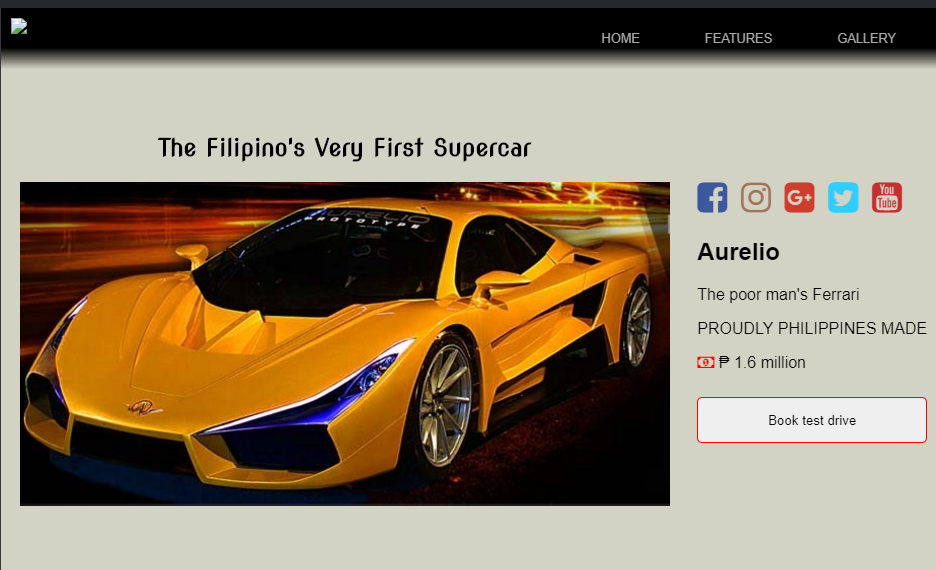 HOME
FEATURES
GALLERY
The Filipino's Very First Supercar
AURELIO
PROTOTYPE
You
Tube
Aurelio
The poor man's Ferrari
PROUDLY PHILIPPINES MADE
₱ 1.6 million
Book test drive